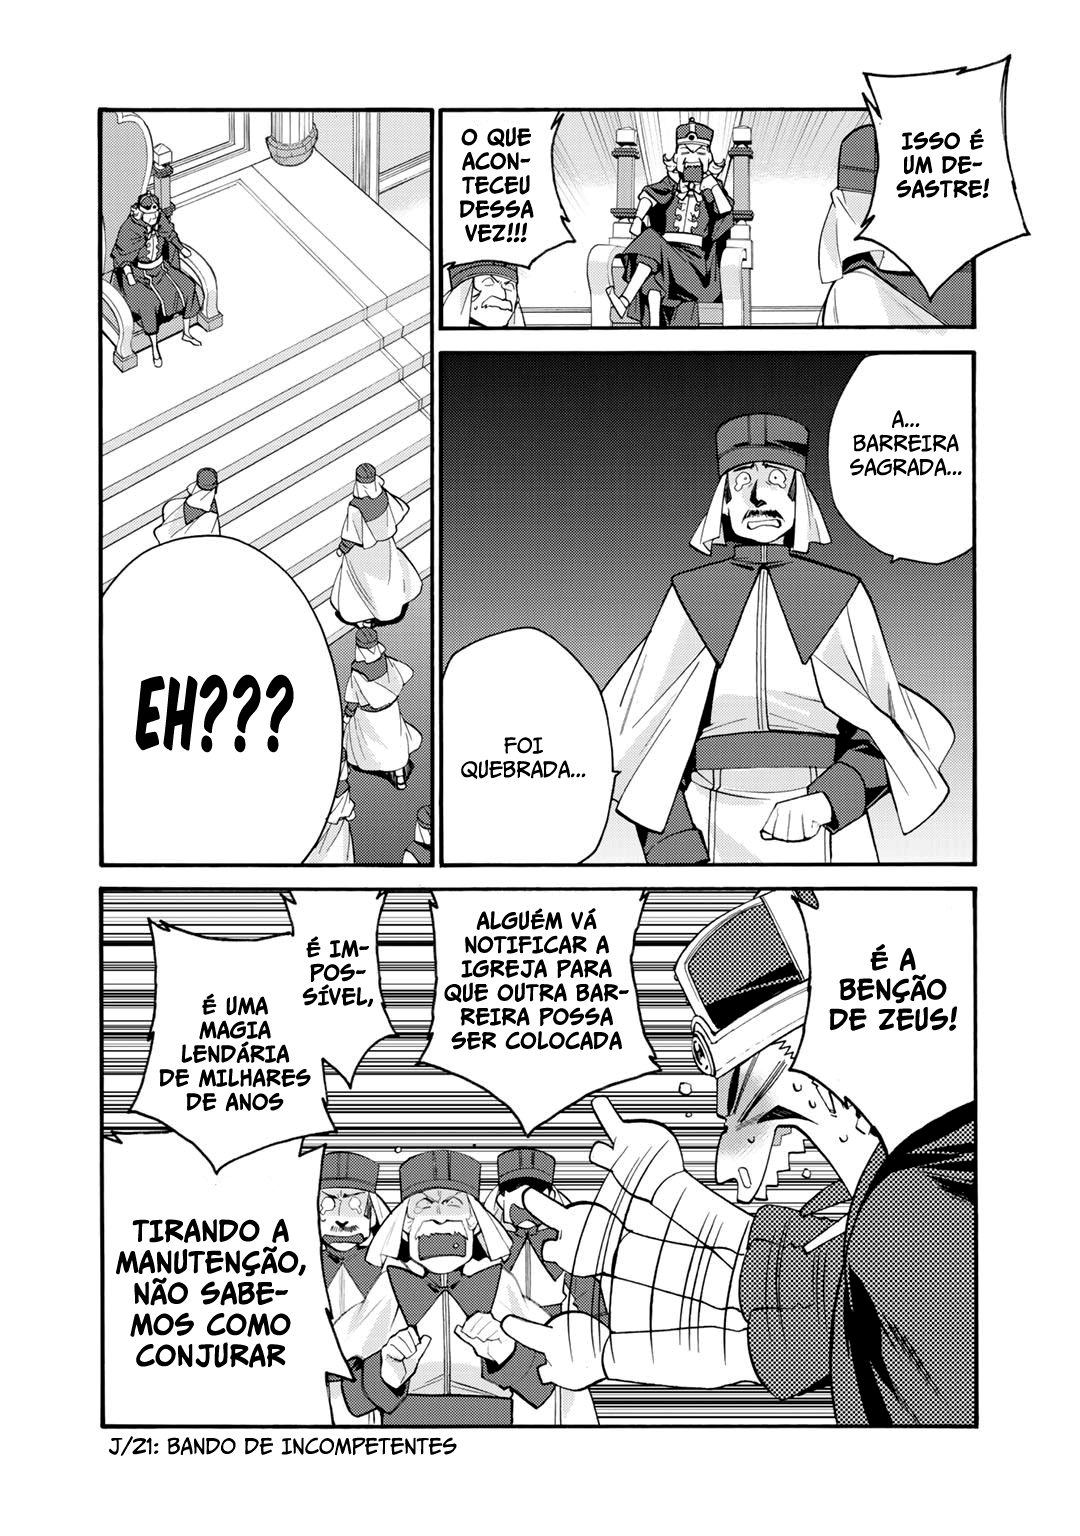 ISSO É
UM DE-
SASTRE!
O QUE
ACON-
TECEU
DESSA
VEZ!!!
A...
BARREIRA
SAGRADA...
FOI
QUEBRADA...
EH???
É A
BENÇÃO
DE ZEUS!
ALGUÉM VÁ
NOTIFICAR A
IGREJA PARA
QUE OUTRA BAR-
REIRA POSSA
SER COLOCADA
É IM-
POS-
SÍVEL,
É UMA
MAGIA
LENDÁRIA
DE MILHARES
DE ANOS
TIRANDO A
MANUTENÇÃO,
NÃO SABE-
MOS COMO
CONJURAR
J/21: BANDO DE INCOMPETENTES